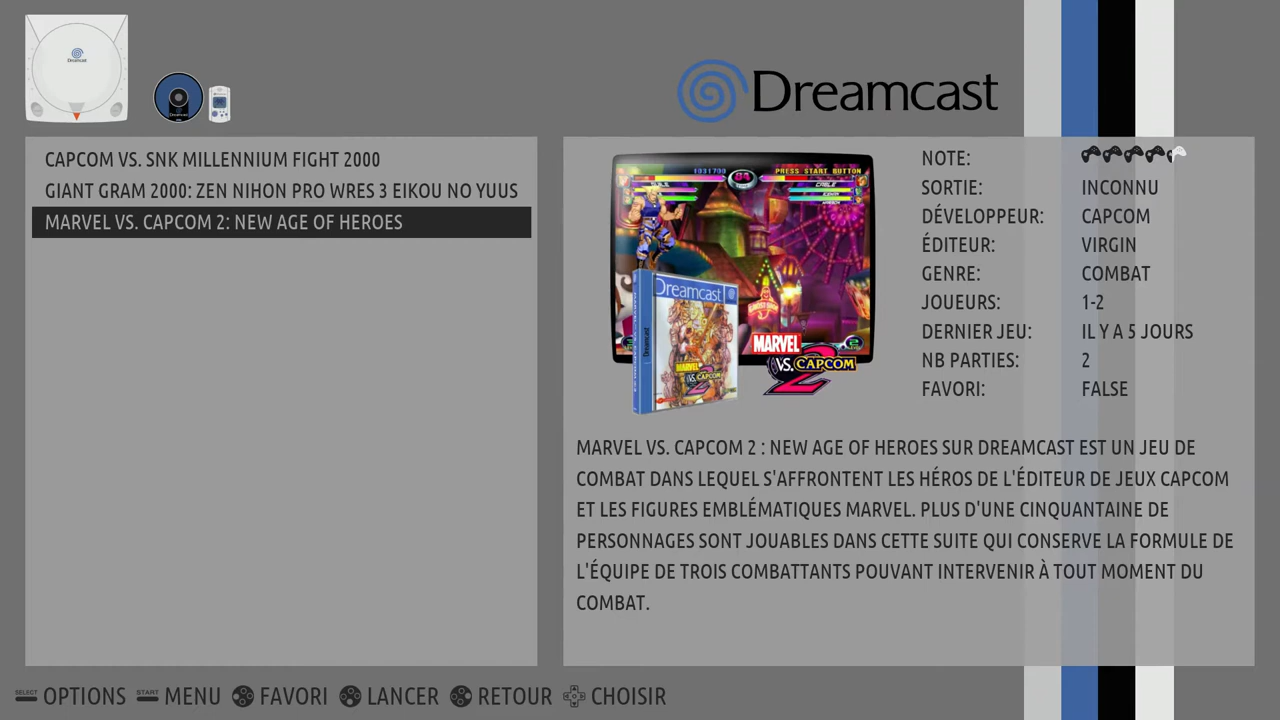 Dreamcast
CAPCOM VS. SNK MILLENNIUM FIGHT 2000
GIANT GRAM 2000: ZEN NIHON PRO WRES 3 EIKOU NO YUUS
MARVEL VS. CAPCOM 2: NEW AGE OF HEROES
1031700
84
PRESS START BUTTON
CABLE
Dreamcast
MARVEL
VS. CAPCOM
2
NOTE:
SORTIE: INCONNU
DÉVELOPPEUR: CAPCOM
ÉDITEUR: VIRGIN
GENRE: COMBAT
JOUEURS: 1-2
DERNIER JEU: IL Y A 5 JOURS
NB PARTIES: 2
FAVORI: FALSE
MARVEL VS. CAPCOM 2 : NEW AGE OF HEROES SUR DREAMCAST EST UN JEU DE
COMBAT DANS LEQUEL S'AFFRONTENT LES HÉROS DE L'ÉDITEUR DE JEUX CAPCOM
ET LES FIGURES EMBLÉMATIQUES MARVEL. PLUS D'UNE CINQUANTAINE DE
PERSONNAGES SONT JOUABLES DANS CETTE SUITE QUI CONSERVE LA FORMULE DE
L'ÉQUIPE DE TROIS COMBATTANTS POUVANT INTERVENIR À TOUT MOMENT DU
COMBAT.
SELECT OPTIONS START MENU FAVORI LANCER RETOUR CHOISIR